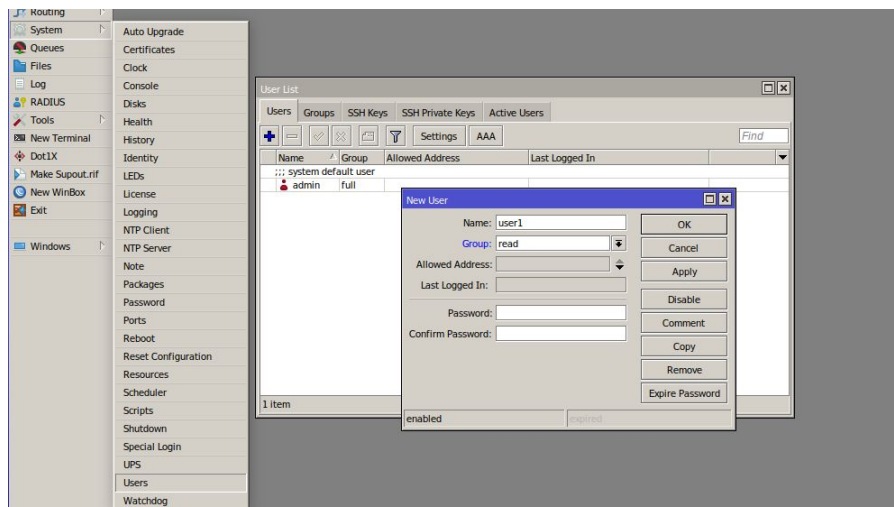 Routing
System
Queues
Files
Log
RADIUS
Tools
New Terminal
Dot1X
Make Supout.rif
New WinBox
Exit
Windows
Auto Upgrade
Certificates
Clock
Console
Disks
Health
History
Identity
LEDs
License
Logging
NTP Client
NTP Server
Note
Packages
Password
Ports
Reboot
Reset Configuration
Resources
Scheduler
Scripts
Shutdown
Special Login
UPS
Users
Watchdog
User List
Users Groups SSH Keys SSH Private Keys Active Users
Settings AAA Find
Name Group Allowed Address Last Logged In
;;; system default user
admin full
1 item
New User
Name: user1
Group: read
Allowed Address:
Last Logged In:
Password:
Confirm Password:
OK
Cancel
Apply
Disable
Comment
Copy
Remove
Expire Password
enabled expired